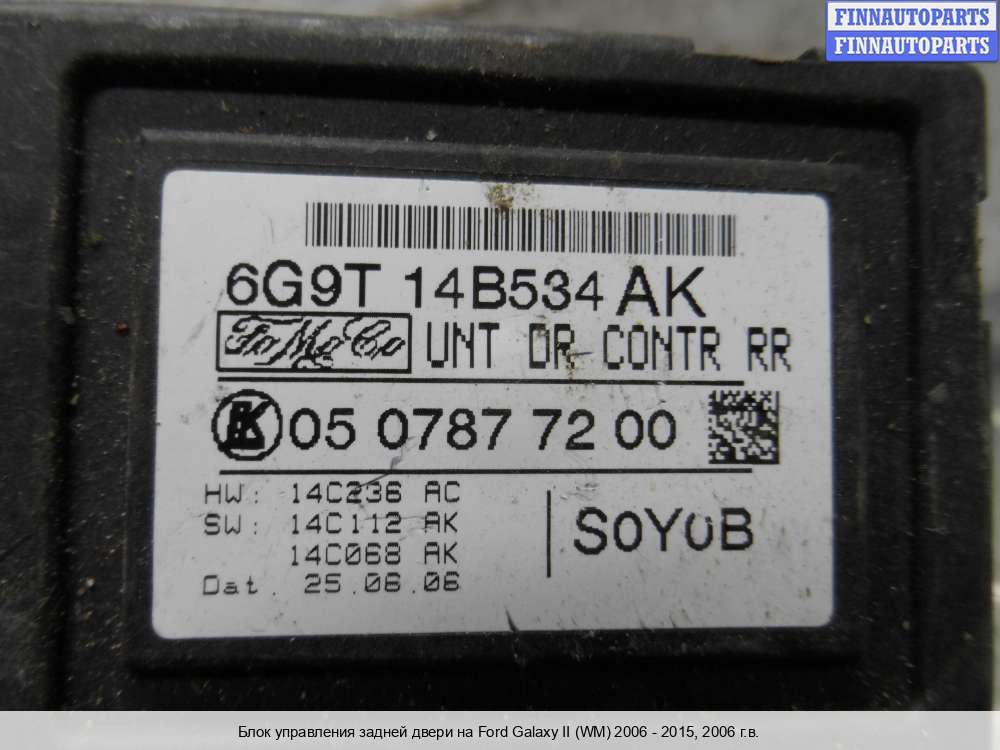 FINNAUTOPARTS
FINNAUTOPARTS
6G9T 14B534 AK
FoMoCo UNT DR CONTR RR
05 0787 72 00
HW: 14C236 AC
SW: 14C112 AK
14C068 AK
Dat. 25.06.06
S0Y0B
Блок управления задней двери на Ford Galaxy II (WM) 2006 - 2015, 2006 г.в.